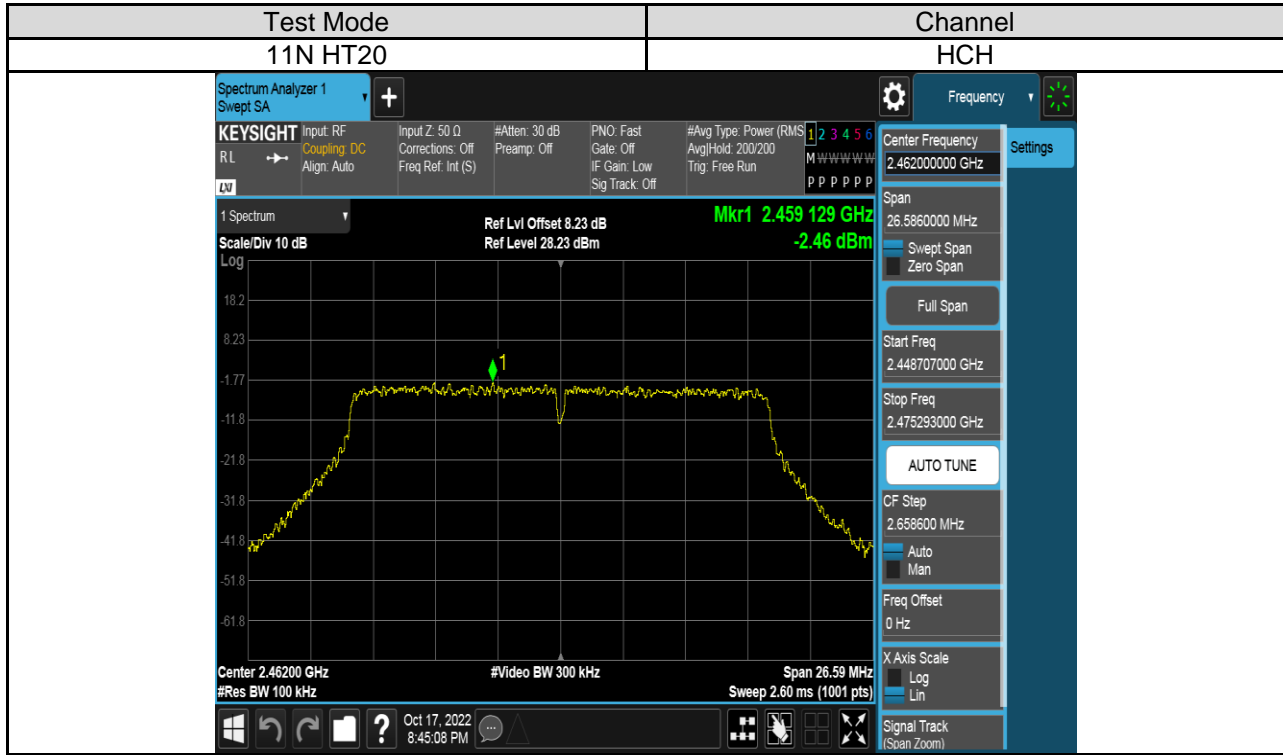 Test Mode Channel
11N HT20 HCH
Spectrum Analyzer 1
Swept SA
+
Frequency
KEYSIGHT Input: RF Input Z: 50 Ω #Atten: 30 dB PNO: Fast #Avg Type: Power (RMS 1 2 3 4 5 6
RL Coupling: DC Corrections: Off Preamp: Off Gate: Off Avg|Hold: 200/200 M W W W W W
Align: Auto Freq Ref: Int (S) IF Gain: Low Trig: Free Run
LXI Sig Track: Off P P P P P P
1 Spectrum Ref Lvl Offset 8.23 dB Mkr1 2.459 129 GHz
Scale/Div 10 dB Ref Level 28.23 dBm -2.46 dBm
Log
18.2
8.23
1
-1.77
-11.8
-21.8
-31.8
-41.8
-51.8
-61.8
Center 2.46200 GHz #Video BW 300 kHz Span 26.59 MHz
#Res BW 100 kHz Sweep 2.60 ms (1001 pts)
Center Frequency
2.462000000 GHz
Settings
Span
26.5860000 MHz
Swept Span
Zero Span
Full Span
Start Freq
2.448707000 GHz
Stop Freq
2.475293000 GHz
AUTO TUNE
CF Step
2.658600 MHz
Auto
Man
Freq Offset
0 Hz
X Axis Scale
Log
Lin
Signal Track
(Span Zoom)
? Oct 17, 2022
8:45:08 PM